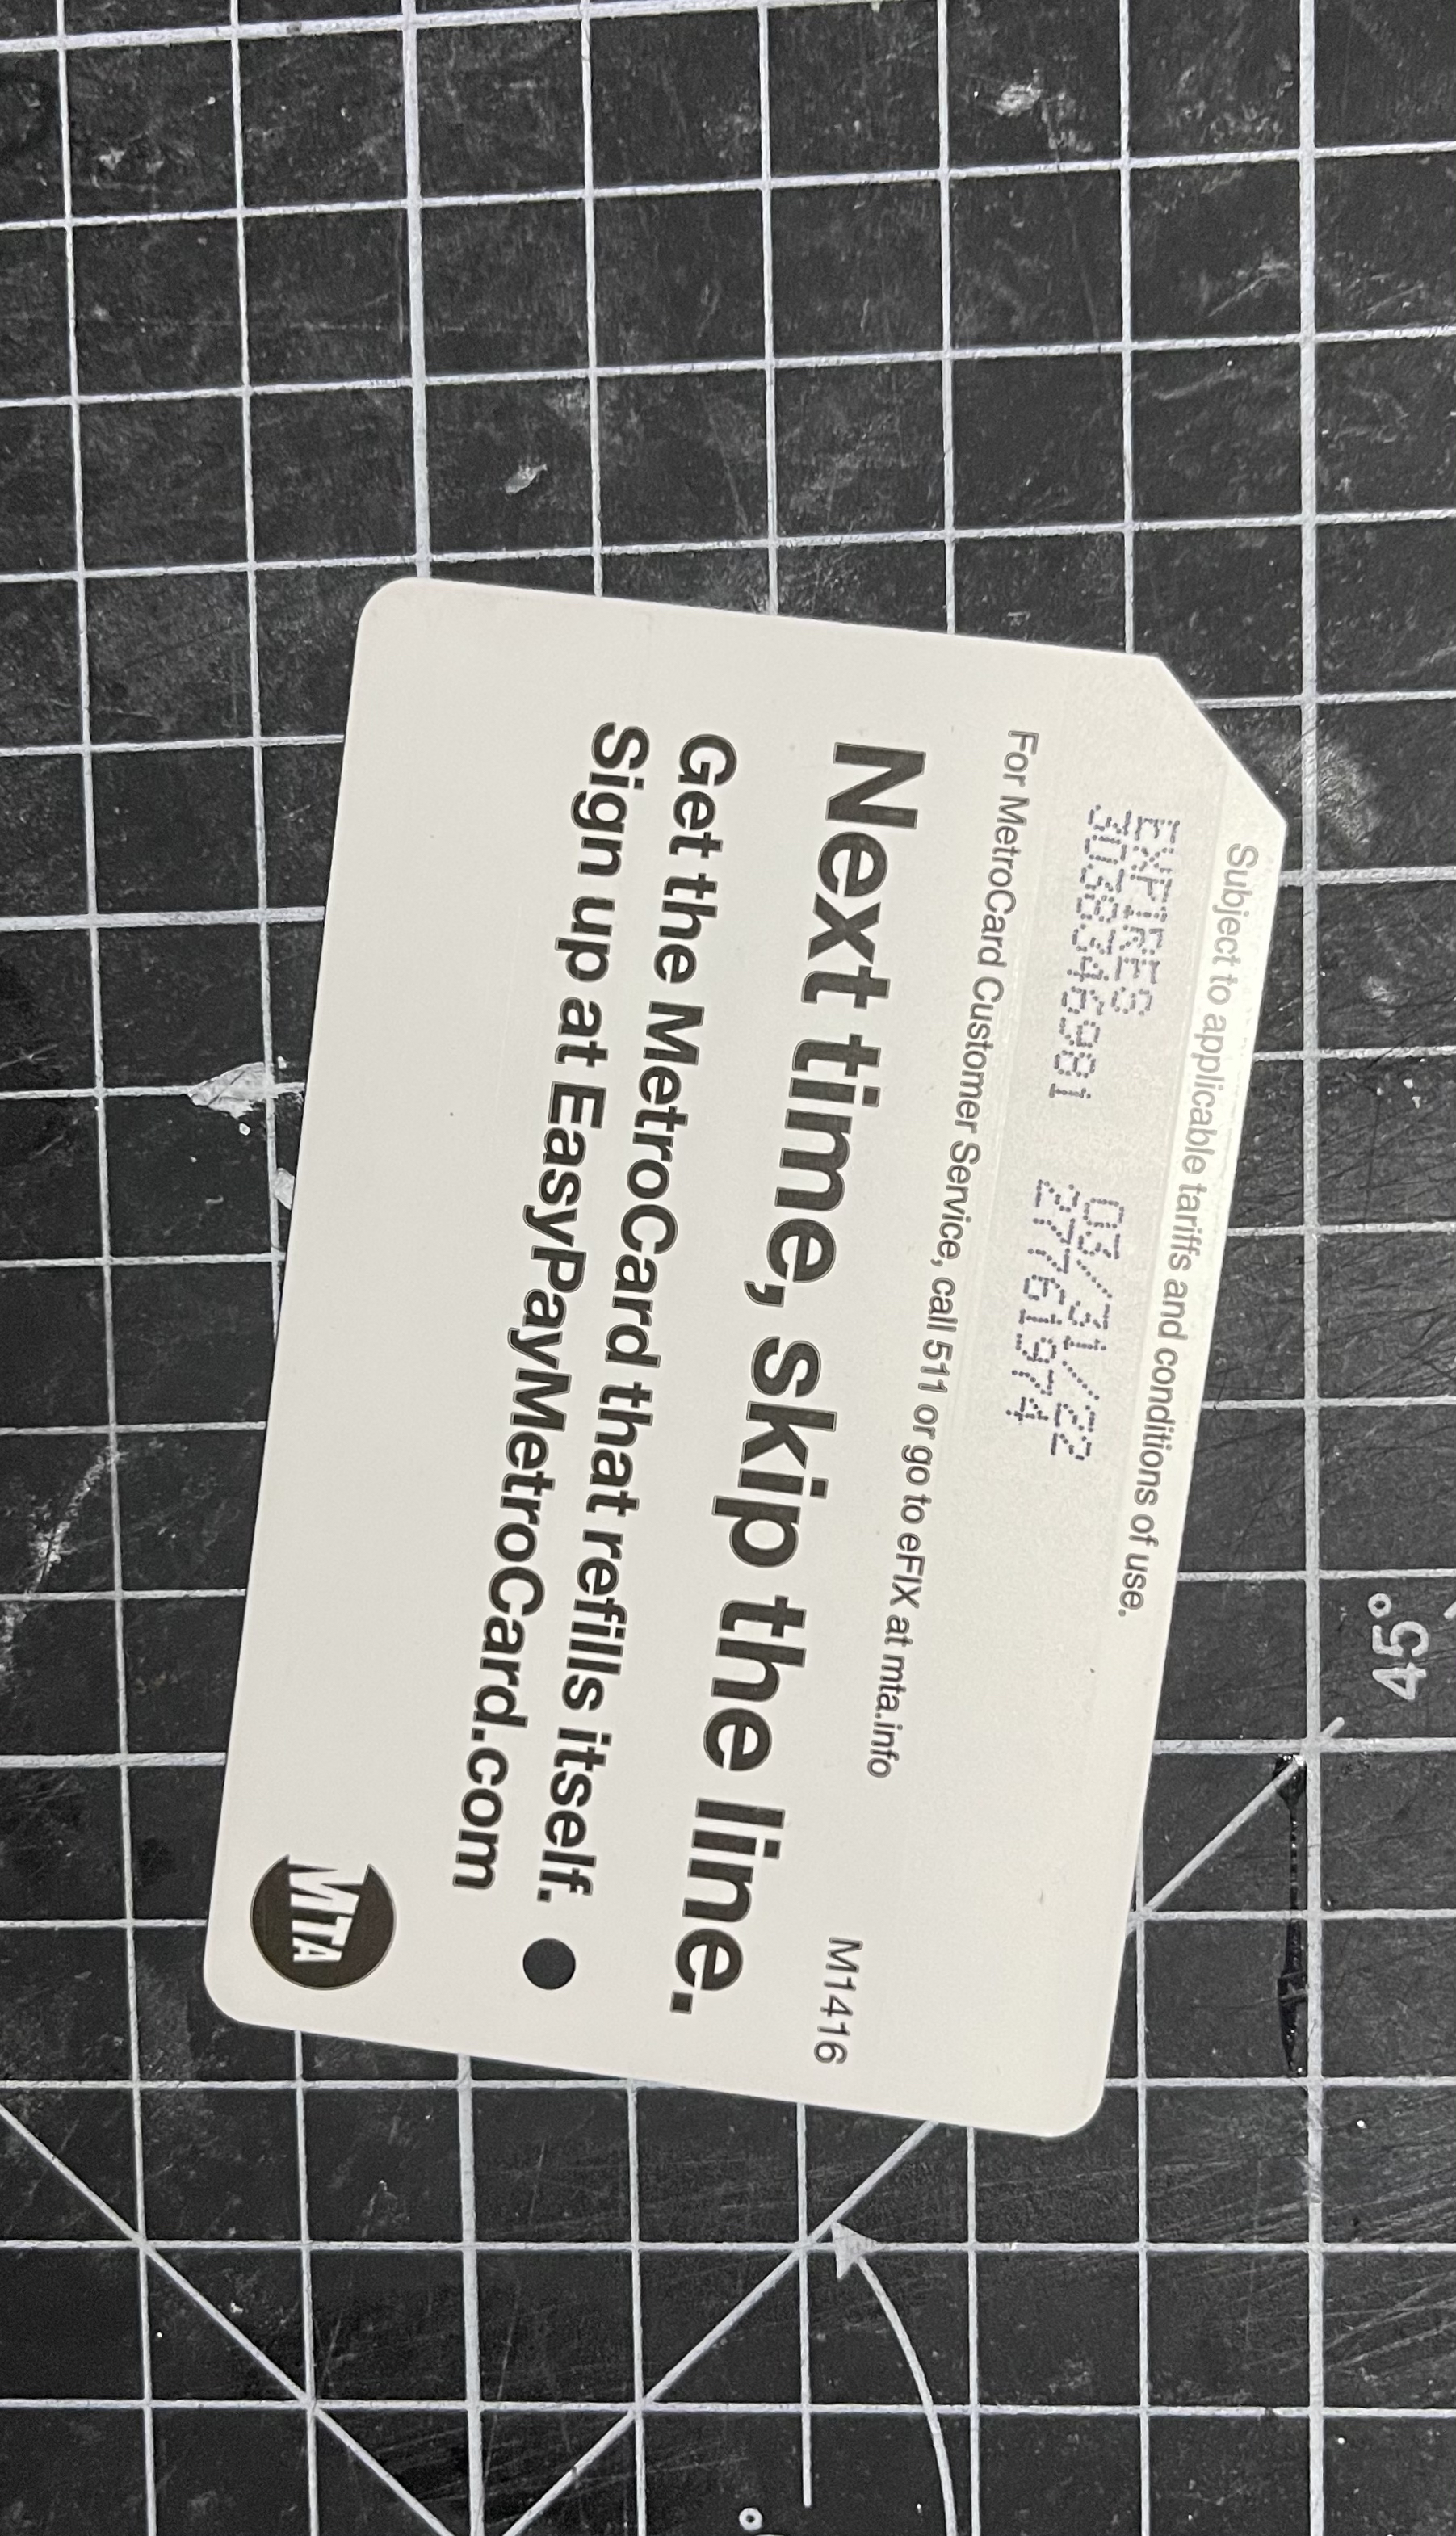 Subject to applicable tariffs and conditions of use.
EXPIRES 03/31/22
3038346981 277761974
For MetroCard Customer Service, call 511 or go to eFIX at mta.info
M1416
Next time, skip the line.
Get the MetroCard that refills itself.
Sign up at EasyPayMetroCard.com
MTA
45°